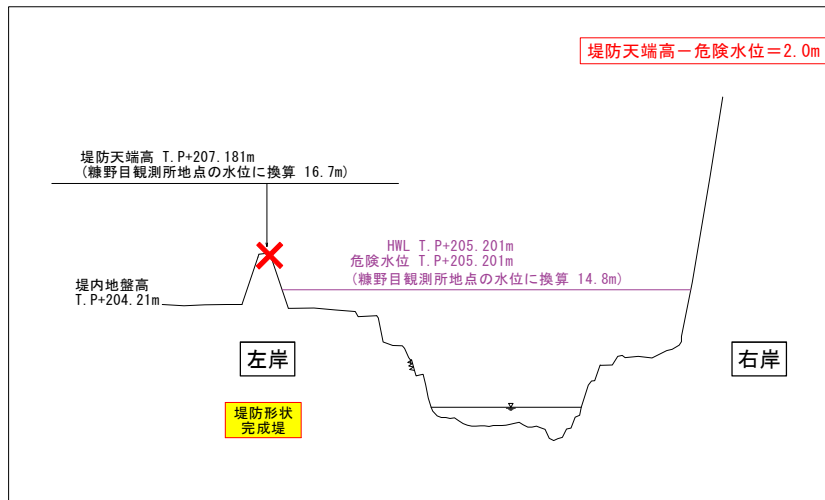 堤防天端高－危険水位＝2.0m
堤防天端高 T.P+207.181m
(糠野目観測所地点の水位に換算 16.7m)
HWL T.P+205.201m
危険水位 T.P+205.201m
(糠野目観測所地点の水位に換算 14.8m)
堤内地盤高
T.P+204.21m
左岸
右岸
堤防形状
完成堤